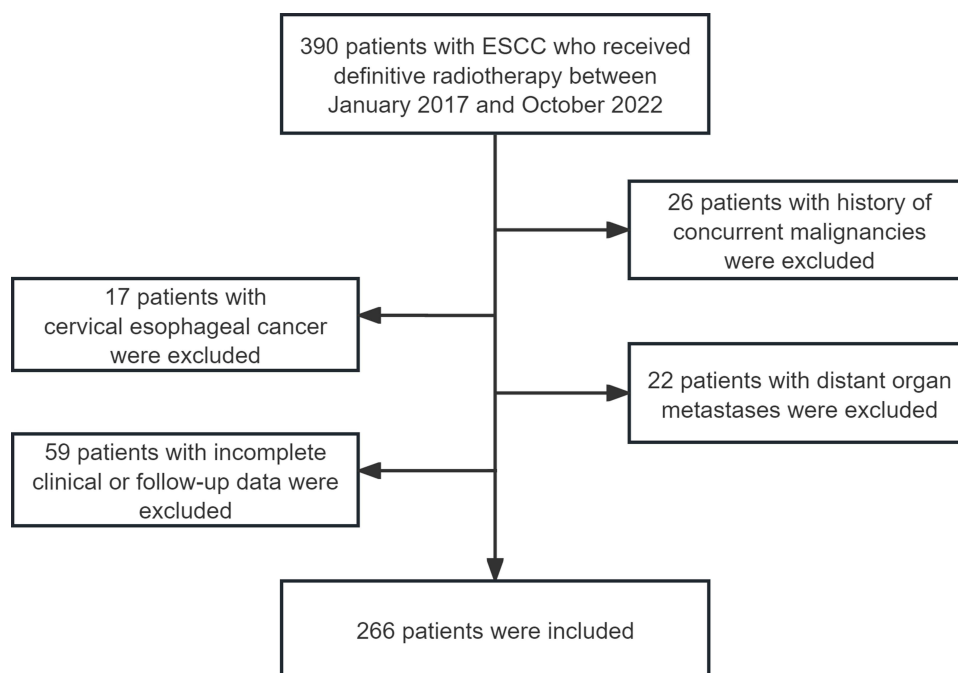 390 patients with ESCC who received
definitive radiotherapy between
January 2017 and October 2022
26 patients with history of
concurrent malignancies
were excluded
17 patients with
cervical esophageal cancer
were excluded
22 patients with distant organ
metastases were excluded
59 patients with incomplete
clinical or follow-up data were
excluded
266 patients were included